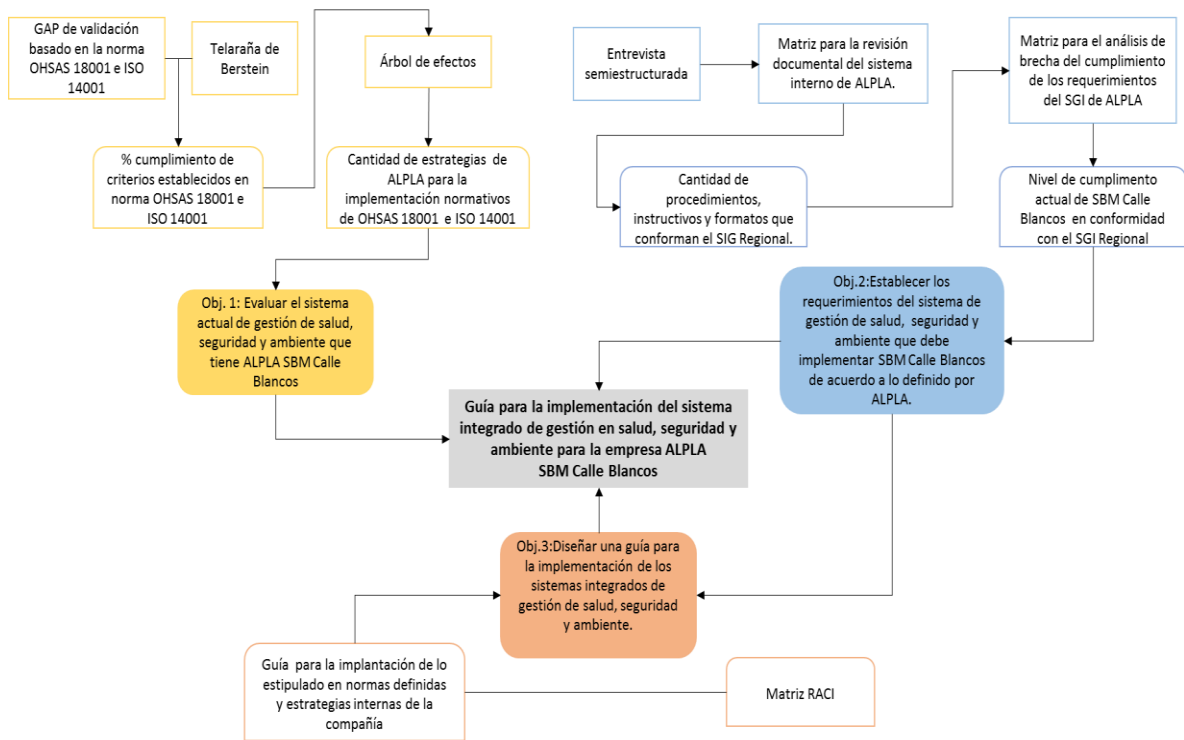 GAP de validación
basado en la norma
OHSAS 18001 e ISO
14001
Telaraña de
Berstein
Árbol de efectos
% cumplimiento de
criterios establecidos en
norma OHSAS 18001 e
ISO 14001
Cantidad de estrategias de
ALPLA para la
implementación normativos
de OHSAS 18001 e ISO 14001
Entrevista
semiestructurada
Matriz para la revisión
documental del sistema
interno de ALPLA.
Matriz para el análisis de
brecha del cumplimiento
de los requerimientos
del SGI de ALPLA
Cantidad de
procedimientos,
instructivos y formatos que
conforman el SIG Regional.
Nivel de cumplimento
actual de SBM Calle
Blancos en conformidad
con el SGI Regional
Obj. 1: Evaluar el sistema
actual de gestión de salud,
seguridad y ambiente que
tiene ALPLA SBM Calle
Blancos
Obj.2:Establecer los
requerimientos del sistema de
gestión de salud, seguridad y
ambiente que debe
implementar SBM Calle Blancos
de acuerdo a lo definido por
ALPLA.
Guía para la implementación del sistema
integrado de gestión en salud, seguridad y
ambiente para la empresa ALPLA
SBM Calle Blancos
Obj.3:Diseñar una guía para
la implementación de los
sistemas integrados de
gestión de salud, seguridad
y ambiente.
Guía para la implantación de lo
estipulado en normas definidas
y estrategias internas de la
compañía
Matriz RACI